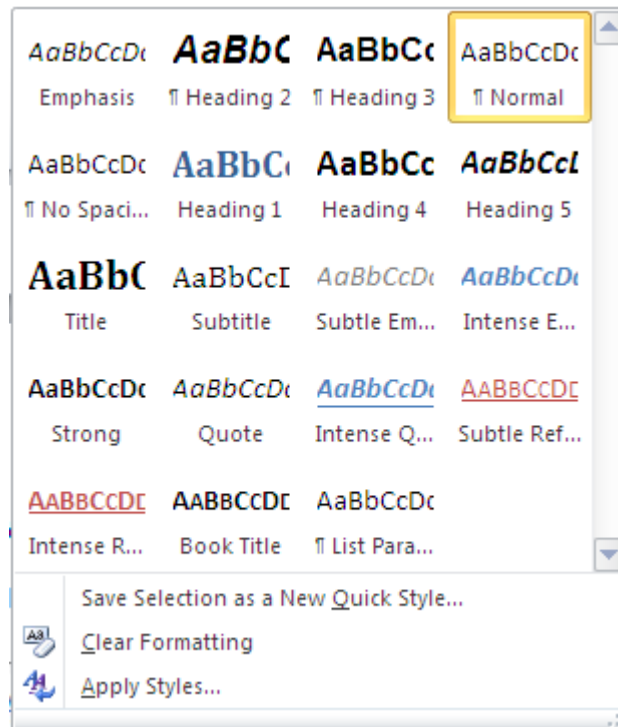 AaBbCcDc AaBbC AaBbCc AaBbCcDc
Emphasis ¶ Heading 2 ¶ Heading 3 ¶ Normal
AaBbCcDc AaBbC AaBbCc AaBbCcL
¶ No Spaci... Heading 1 Heading 4 Heading 5
AaBb( AaBbCcD AaBbCcDc AaBbCcDc
Title Subtitle Subtle Em... Intense E...
AaBbCcDc AaBbCcDc AaBbCcDc AABBCCDD
Strong Quote Intense Q... Subtle Ref...
AABBCCDD AABBCCDD AaBbCcDc
Intense R... Book Title ¶ List Para...
Save Selection as a New Quick Style...
Clear Formatting
Apply Styles...